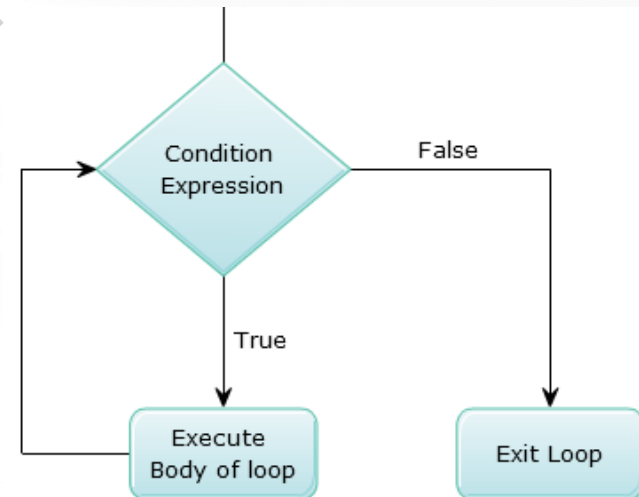 Condition
Expression
False
True
Execute
Body of loop
Exit Loop